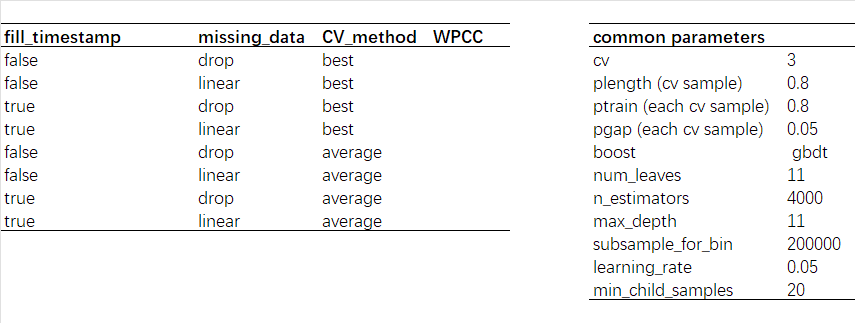 fill_timestamp missing_data CV_method WPCC
false drop best
false linear best
true drop best
true linear best
false drop average
false linear average
true drop average
true linear average
common parameters
cv 3
plength (cv sample) 0.8
ptrain (each cv sample) 0.8
pgap (each cv sample) 0.05
boost gbdt
num_leaves 11
n_estimators 4000
max_depth 11
subsample_for_bin 200000
learning_rate 0.05
min_child_samples 20